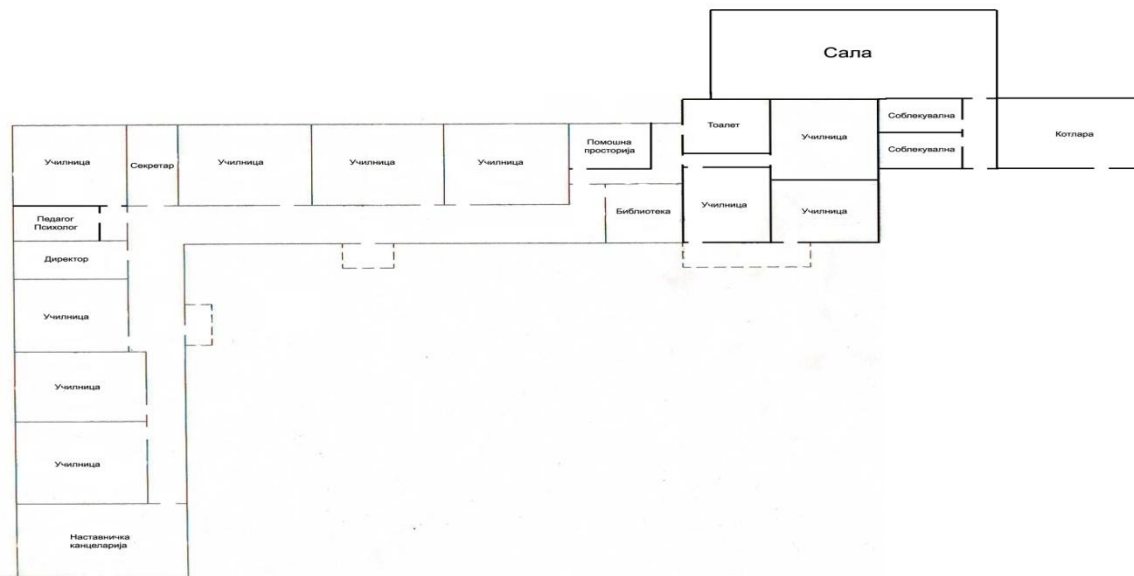 Сала
Соблекувална
Котлара
Тоалет
Училница
Соблекувална
Училница
Секретар
Училница
Училница
Училница
Помошна
просторија
Педагог
Психолог
Библиотека
Училница
Училница
Директор
Училница
Училница
Училница
Наставничка
канцеларија